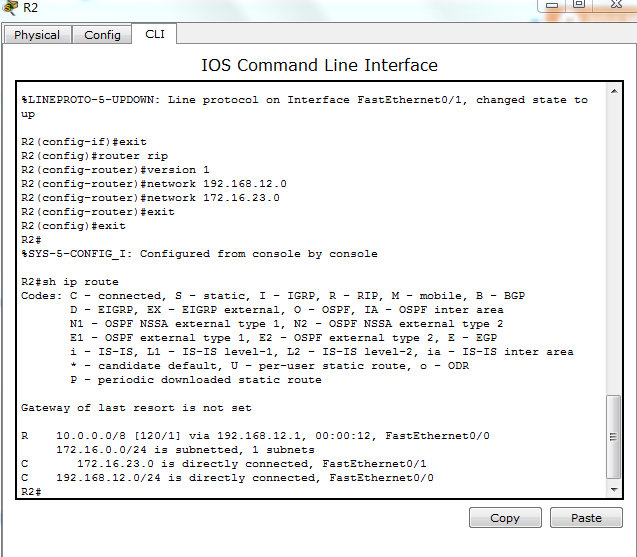 R2
Physical Config CLI
IOS Command Line Interface
%LINEPROTO-5-UPDOWN: Line protocol on Interface FastEthernet0/1, changed state to
up
R2(config-if)#exit
R2(config)#router rip
R2(config-router)#version 1
R2(config-router)#network 192.168.12.0
R2(config-router)#network 172.16.23.0
R2(config-router)#exit
R2(config)#exit
R2#
%SYS-5-CONFIG_I: Configured from console by console
R2#sh ip route
Codes: C - connected, S - static, I - IGRP, R - RIP, M - mobile, B - BGP
D - EIGRP, EX - EIGRP external, O - OSPF, IA - OSPF inter area
N1 - OSPF NSSA external type 1, N2 - OSPF NSSA external type 2
E1 - OSPF external type 1, E2 - OSPF external type 2, E - EGP
i - IS-IS, L1 - IS-IS level-1, L2 - IS-IS level-2, ia - IS-IS inter area
* - candidate default, U - per-user static route, o - ODR
P - periodic downloaded static route
Gateway of last resort is not set
R 10.0.0.0/8 [120/1] via 192.168.12.1, 00:00:12, FastEthernet0/0
172.16.0.0/24 is subnetted, 1 subnets
C 172.16.23.0 is directly connected, FastEthernet0/1
C 192.168.12.0/24 is directly connected, FastEthernet0/0
R2#
Copy Paste